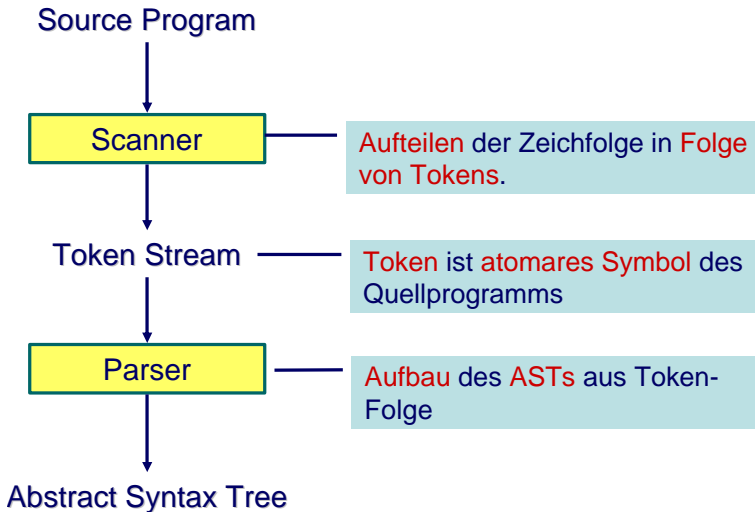 Source Program
Scanner
Aufteilen der Zeichfolge in Folge
von Tokens.
Token Stream
Token ist atomares Symbol des
Quellprogramms
Parser
Aufbau des ASTs aus Token-
Folge
Abstract Syntax Tree